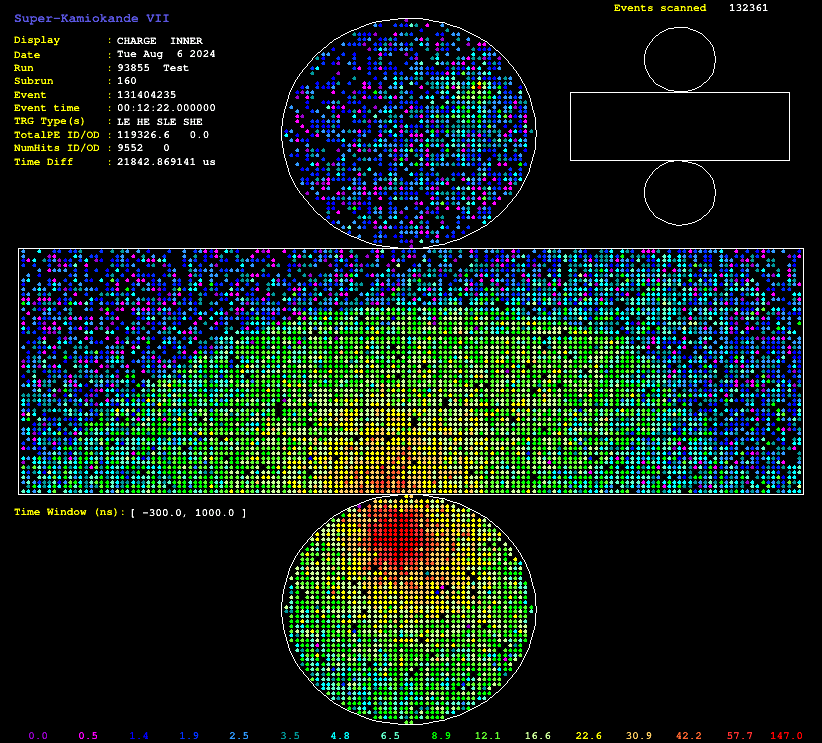 Super-Kamiokande VII
Events scanned 132361
Display : CHARGE INNER
Date : Tue Aug 6 2024
Run : 93855 Test
Subrun : 160
Event : 131404235
Event time : 00:12:22.000000
TRG Type(s) : LE HE SLE SHE
TotalPE ID/OD : 119326.6 0.0
NumHits ID/OD : 9552 0
Time Diff : 21842.869141 us
Time Window (ns): [ -300.0, 1000.0 ]
0.0 0.5 1.4 1.9 2.5 3.5 4.8 6.5 8.9 12.1 16.6 22.6 30.9 42.2 57.7 147.0